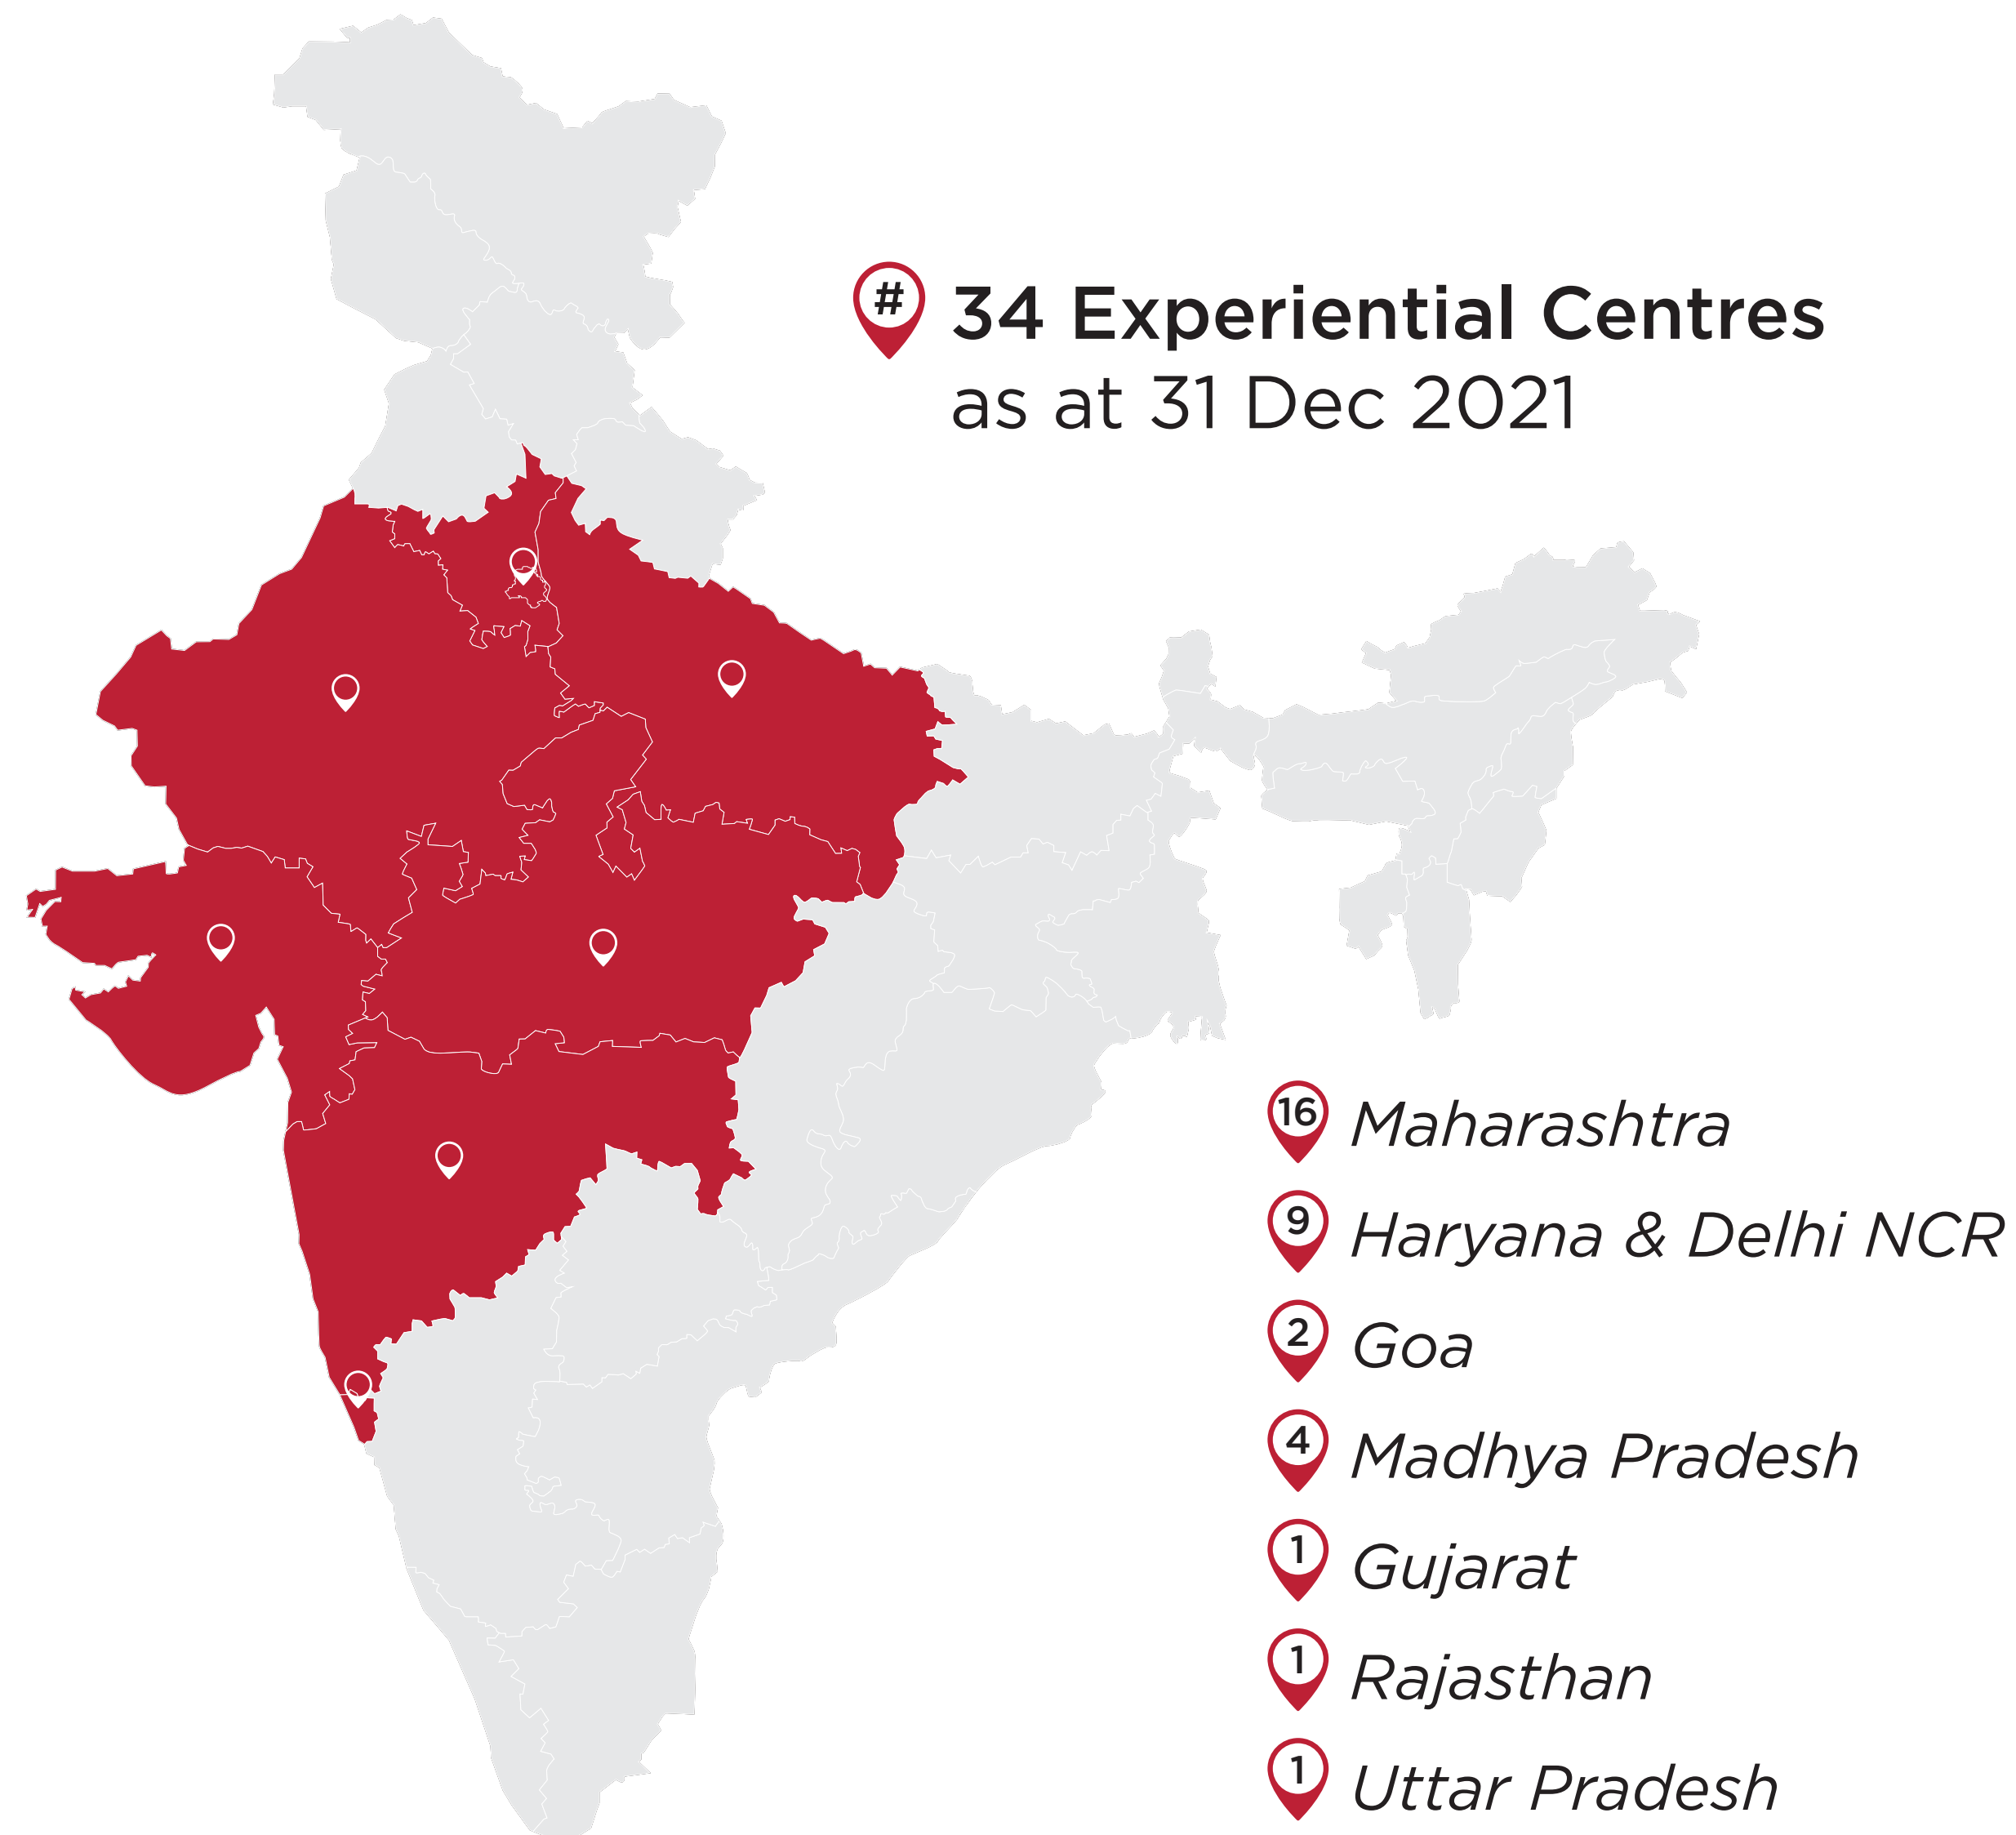 # 34 Experiential Centres
as at 31 Dec 2021
16 Maharashtra
9 Haryana & Delhi NCR
2 Goa
4 Madhya Pradesh
1 Gujarat
1 Rajasthan
1 Uttar Pradesh